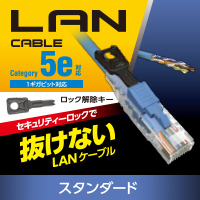 LAN
CABLE
Category 5e 対応
1ギガビット対応
ロック解除キー
セキュリティーロックで
抜けない
LANケーブル
スタンダード